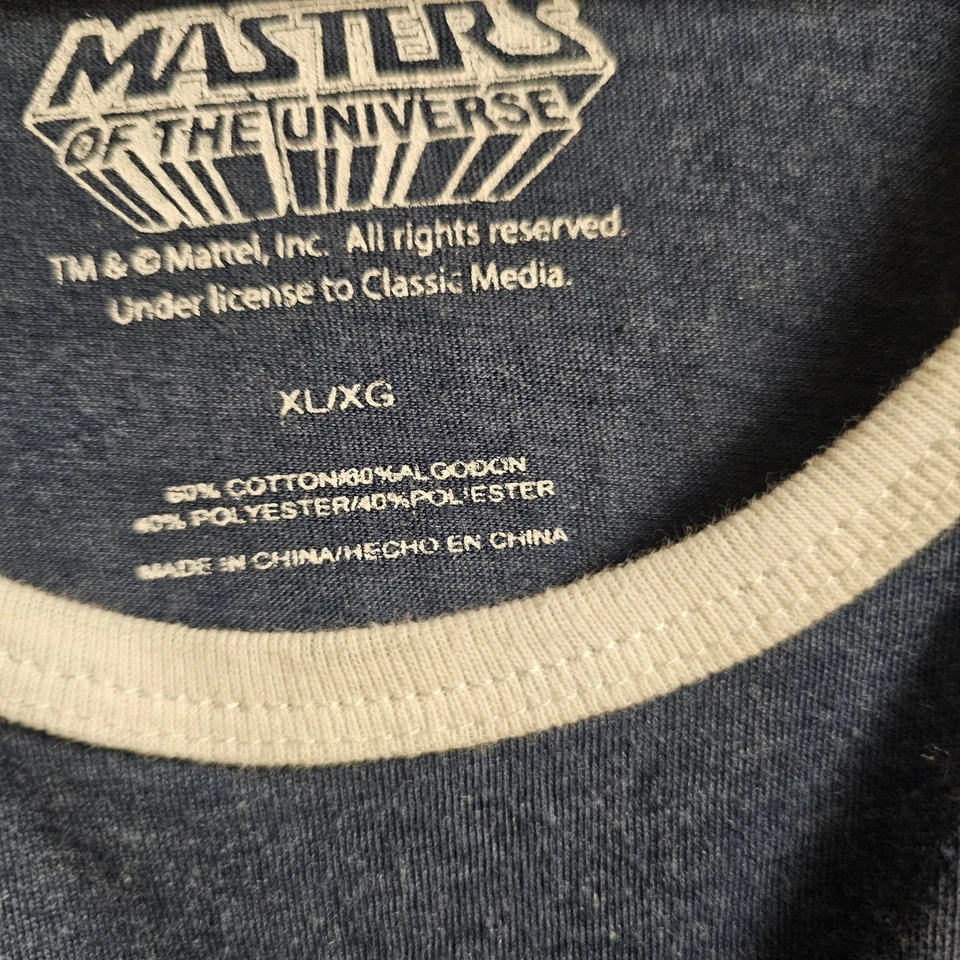 MASTERS
OF THE UNIVERSE
TM & © Mattel, Inc. All rights reserved.
Under license to Classic Media.
XL/XG
60% COTTON/60%ALGODON
40% POLYESTER/40%POLIESTER
MADE IN CHINA/HECHO EN CHINA